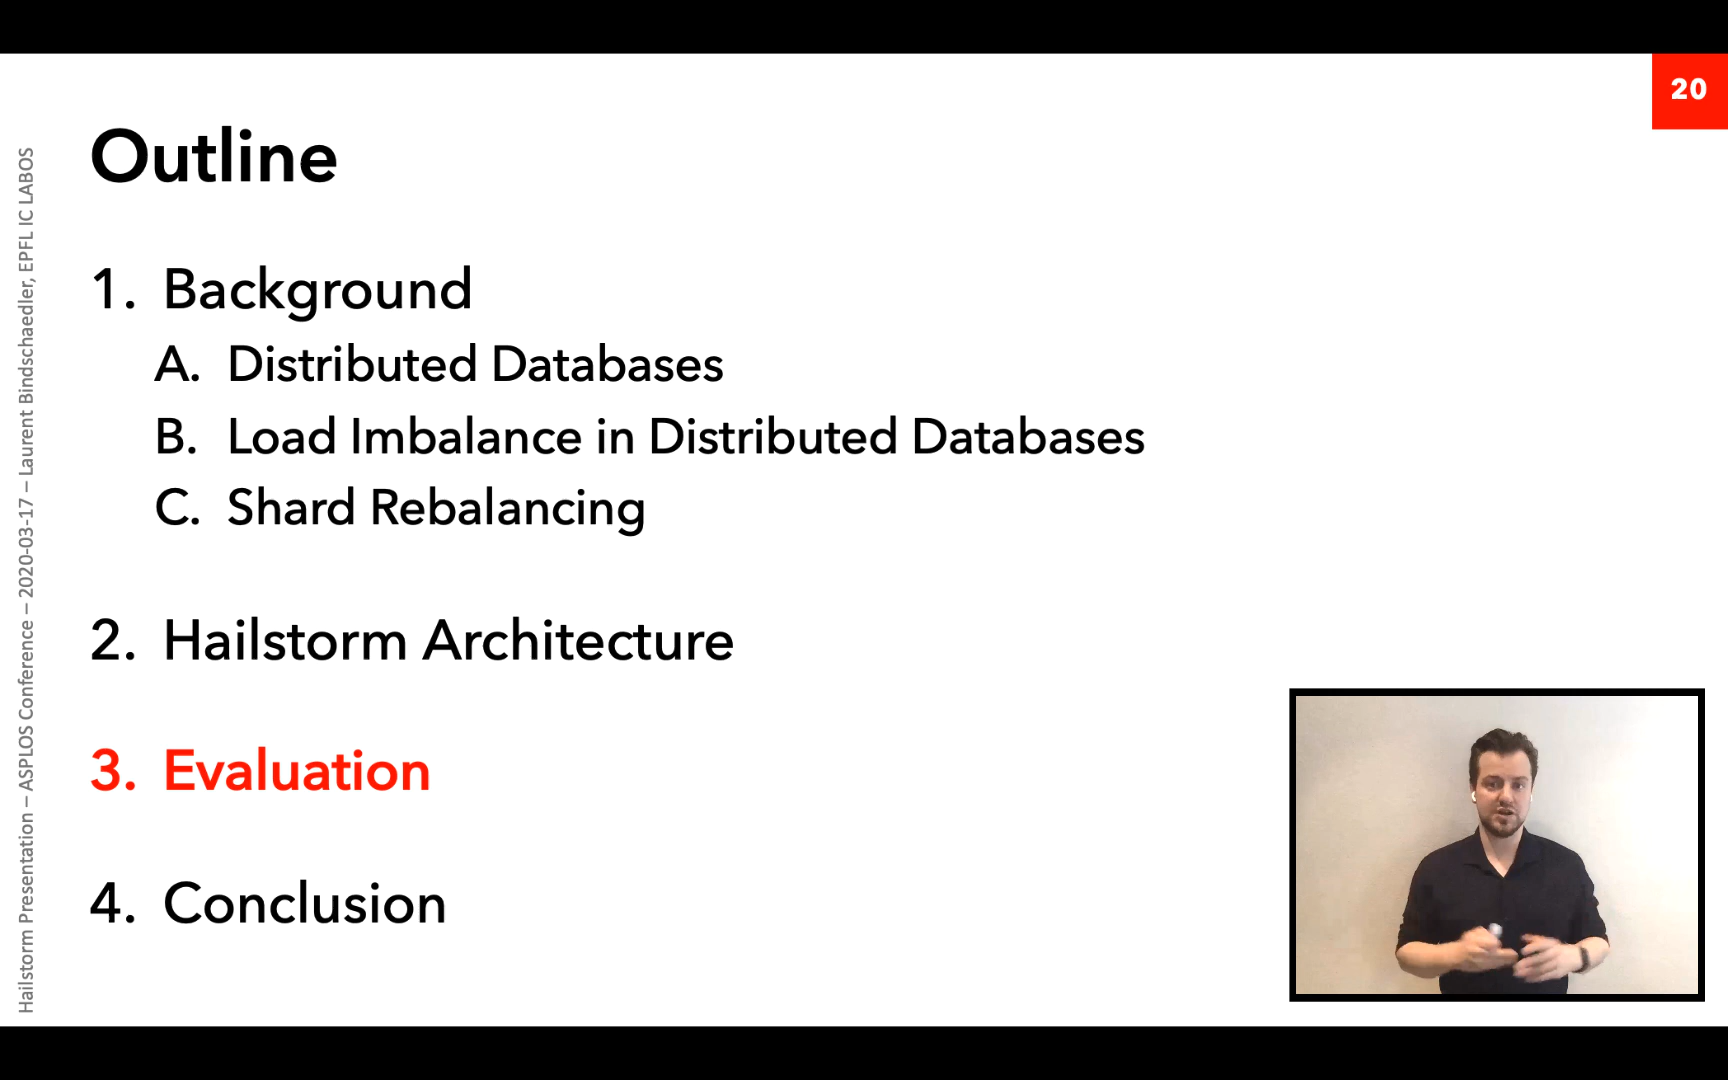 20
Outline
1. Background
A. Distributed Databases
B. Load Imbalance in Distributed Databases
C. Shard Rebalancing
2. Hailstorm Architecture
3. Evaluation
4. Conclusion
Hailstorm Presentation – ASPLOS Conference – 2020-03-17 – Laurent Bindschaedler, EPFL IC LABOS